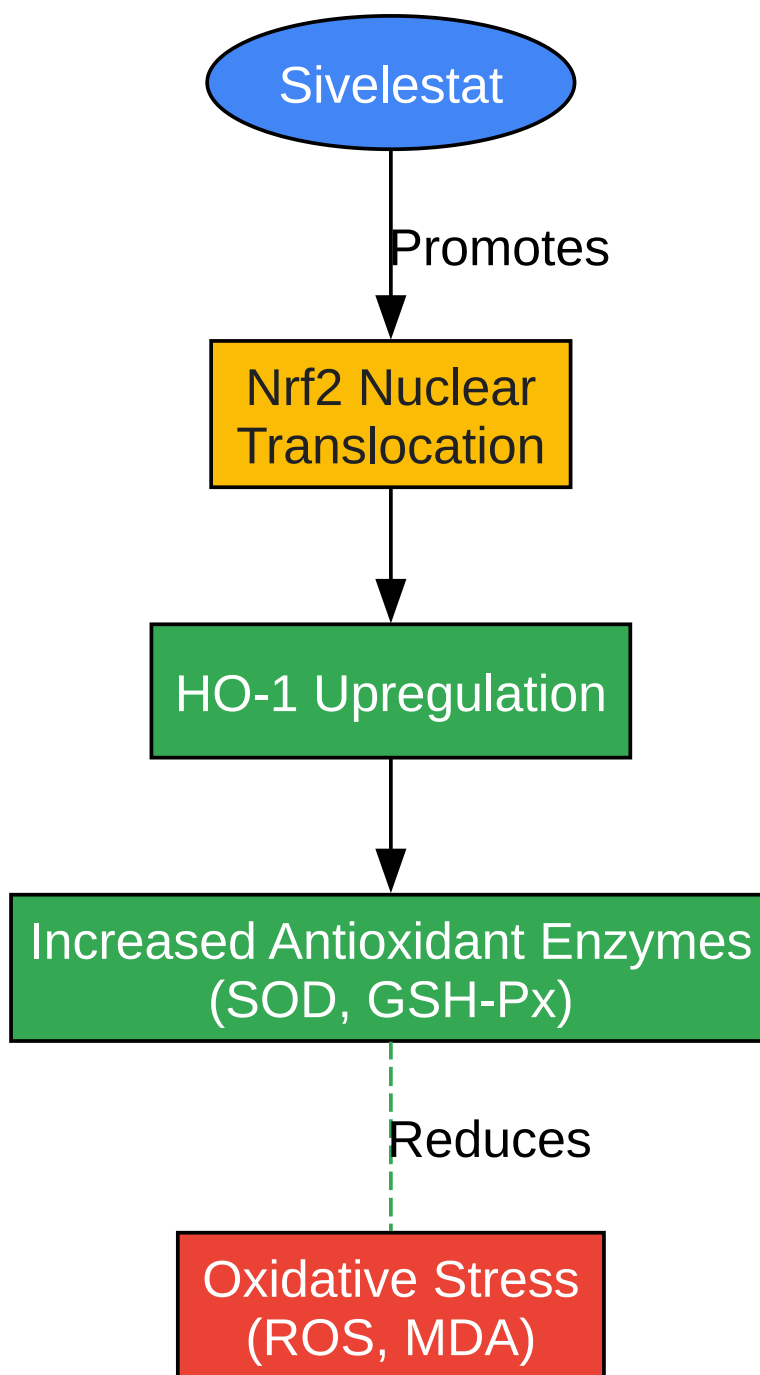 Sivelestat
Promotes
Nrf2 Nuclear
Translocation
HO-1 Upregulation
Increased Antioxidant Enzymes
(SOD, GSH-Px)
Reduces
Oxidative Stress
(ROS, MDA)